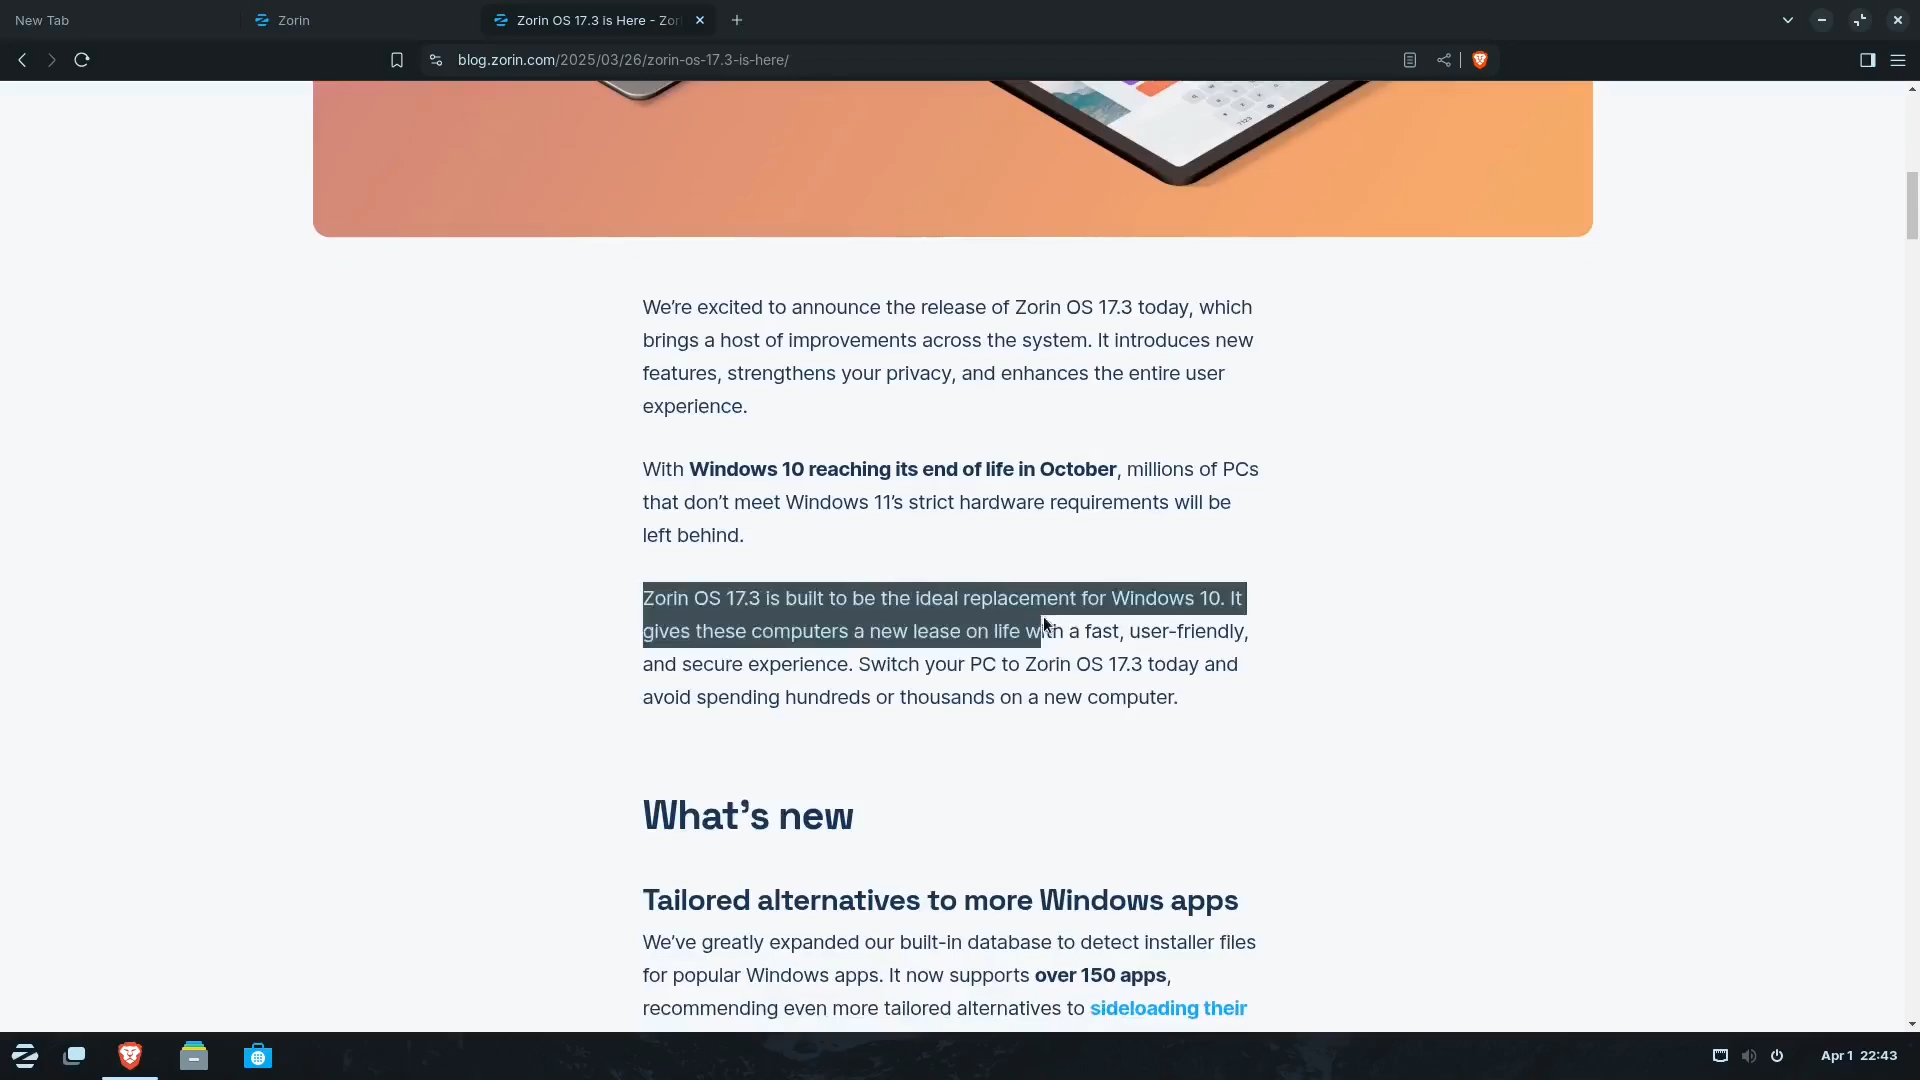 New Tab
Zorin
Zorin OS 17.3 is Here - Zor
blog.zorin.com/2025/03/26/zorin-os-17.3-is-here/
We’re excited to announce the release of Zorin OS 17.3 today, which
brings a host of improvements across the system. It introduces new
features, strengthens your privacy, and enhances the entire user
experience.
With Windows 10 reaching its end of life in October, millions of PCs
that don’t meet Windows 11’s strict hardware requirements will be
left behind.
Zorin OS 17.3 is built to be the ideal replacement for Windows 10. It
gives these computers a new lease on life with a fast, user-friendly,
and secure experience. Switch your PC to Zorin OS 17.3 today and
avoid spending hundreds or thousands on a new computer.
What’s new
Tailored alternatives to more Windows apps
We’ve greatly expanded our built-in database to detect installer files
for popular Windows apps. It now supports over 150 apps,
recommending even more tailored alternatives to sideloading their
Apr 1 22:43